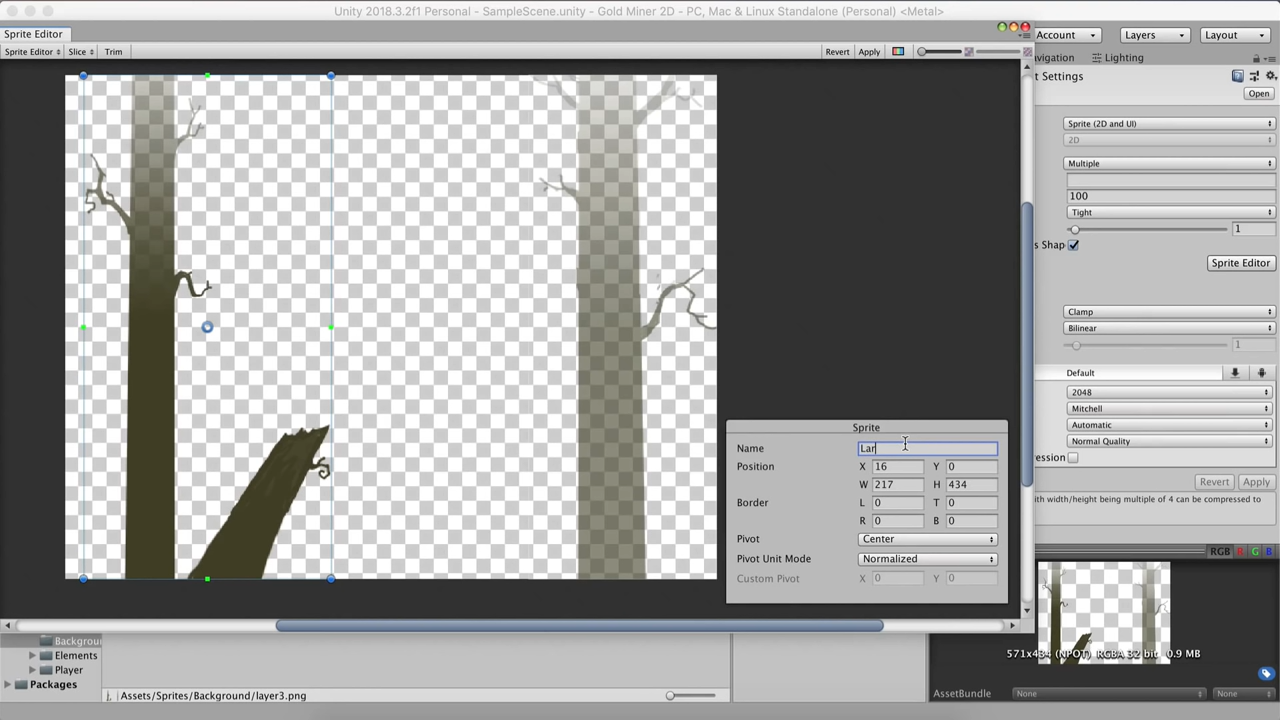 Unity 2018.3.2f1 Personal - SampleScene.unity - Gold Miner 2D - PC, Mac & Linux Standalone (Personal) <Metal>
Sprite Editor
Account Layers Layout
Sprite Editor Slice Trim Revert Apply
avigation Lighting
t Settings
Open
Sprite (2D and UI)
2D
Multiple
100
Tight
1
s Shap
Sprite Editor
Clamp
Bilinear
1
Default
2048
Mitchell
Automatic
Normal Quality
ression
Revert Apply
ith width/height being multiple of 4 can be compressed to
Sprite
Name Lar
Position X 16 Y 0
W 217 H 434
Border L 0 T 0
R 0 B 0
Pivot Center
Pivot Unit Mode Normalized
Custom Pivot X 0 Y 0
RGB R G B
571x434 (NPOT) RGBA 32 bit 0.9 MB
Backgrou
Elements
Player
Packages
Assets/Sprites/Background/layer3.png
AssetBundle None None